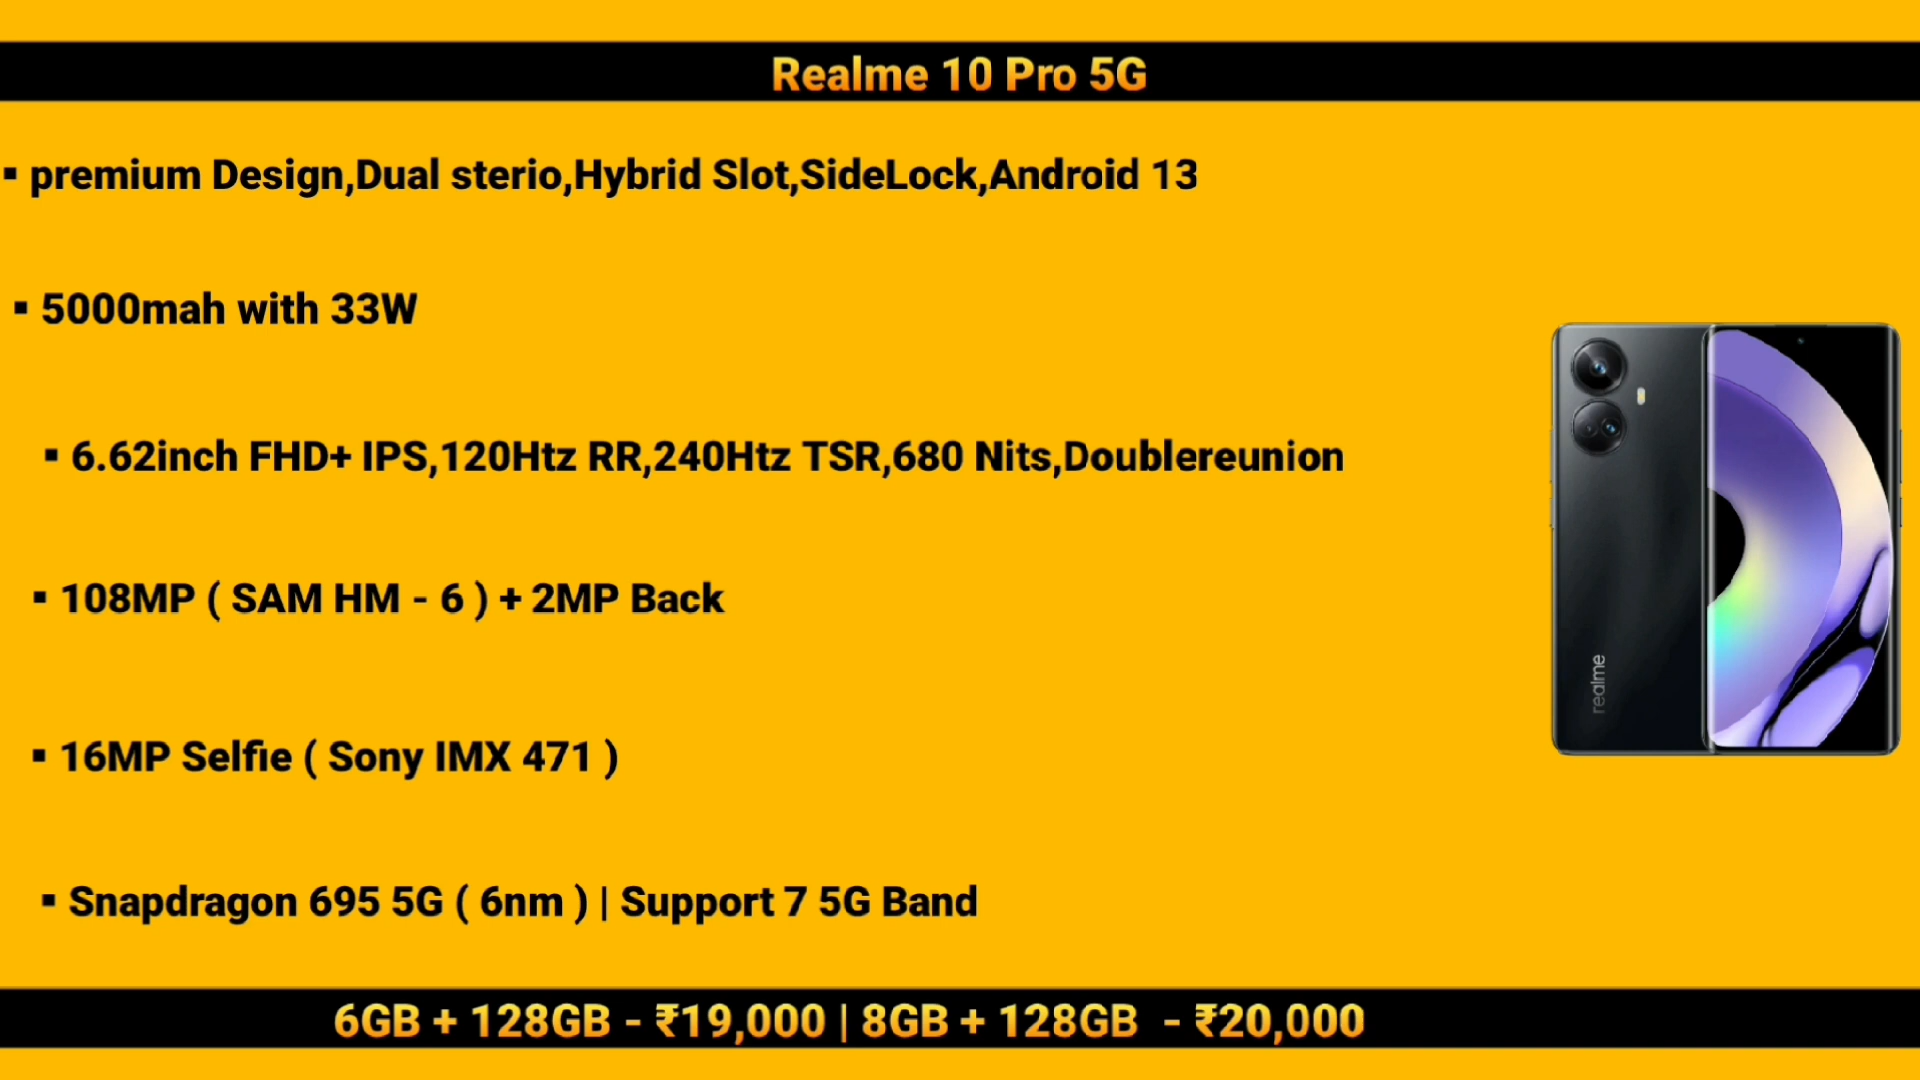 Realme 10 Pro 5G
▪ premium Design,Dual sterio,Hybrid Slot,SideLock,Android 13
▪ 5000mah with 33W
▪ 6.62inch FHD+ IPS,120Htz RR,240Htz TSR,680 Nits,Doublereunion
▪ 108MP ( SAM HM - 6 ) + 2MP Back
realme
▪ 16MP Selfie ( Sony IMX 471 )
▪ Snapdragon 695 5G ( 6nm ) | Support 7 5G Band
6GB + 128GB - ₹19,000 | 8GB + 128GB - ₹20,000